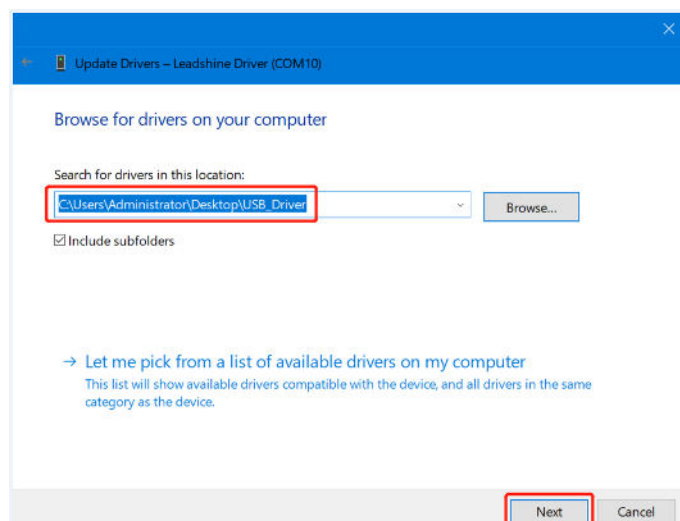 Update Drivers – Leadshine Driver (COM10)
Browse for drivers on your computer
Search for drivers in this location:
C:\Users\Administrator\Desktop\USB_Driver
Browse...
Include subfolders
Let me pick from a list of available drivers on my computer
This list will show available drivers compatible with the device, and all drivers in the same
category as the device.
Next
Cancel